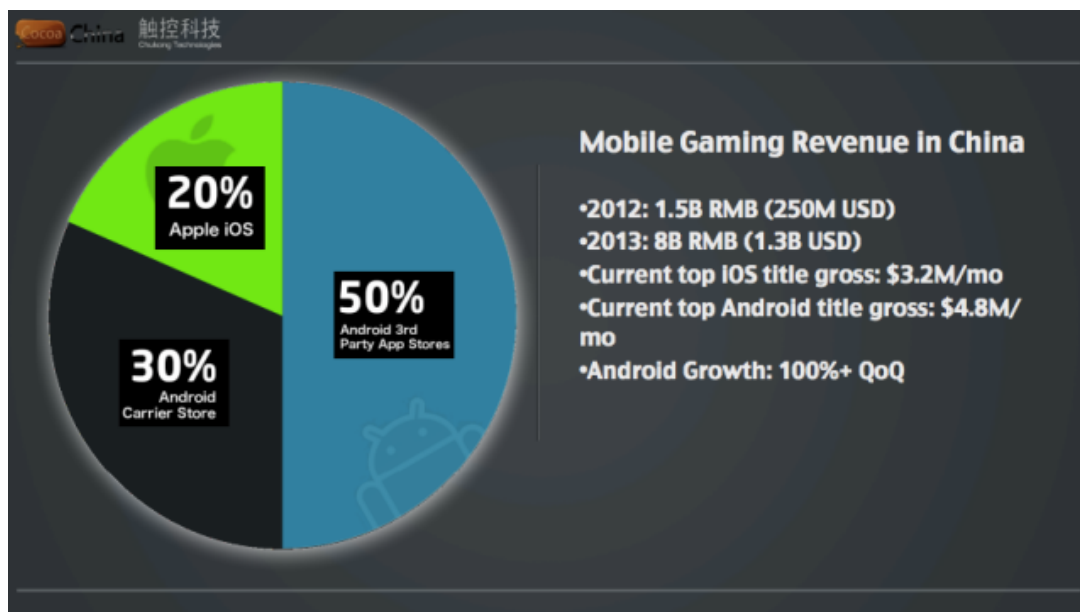 Cocoa China 触控科技
Chukong Technologies
20%
Apple iOS
50%
Android 3rd
Party App Stores
30%
Android
Carrier Store
Mobile Gaming Revenue in China
•2012: 1.5B RMB (250M USD)
•2013: 8B RMB (1.3B USD)
•Current top iOS title gross: $3.2M/mo
•Current top Android title gross: $4.8M/
mo
•Android Growth: 100%+ QoQ